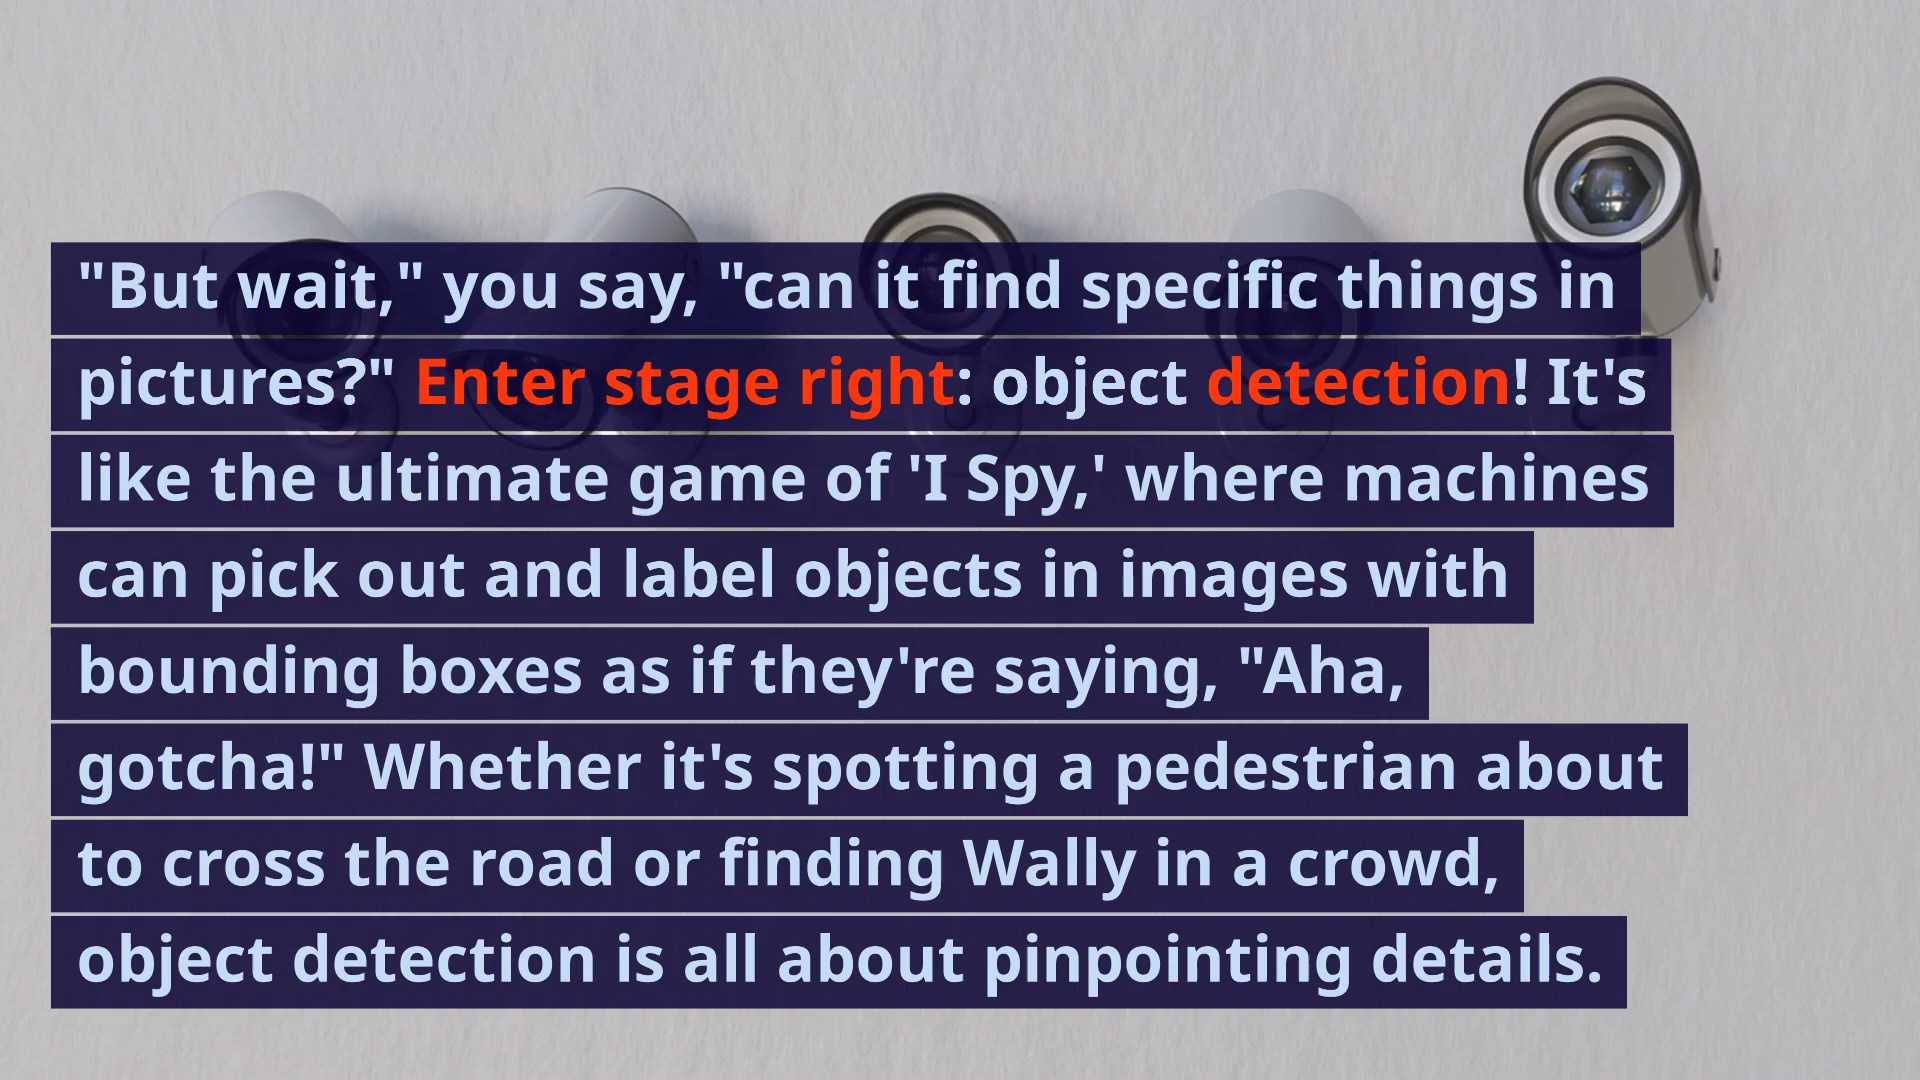 "But wait," you say, "can it find specific things in
pictures?" Enter stage right: object detection! It's
like the ultimate game of 'I Spy,' where machines
can pick out and label objects in images with
bounding boxes as if they're saying, "Aha,
gotcha!" Whether it's spotting a pedestrian about
to cross the road or finding Wally in a crowd,
object detection is all about pinpointing details.